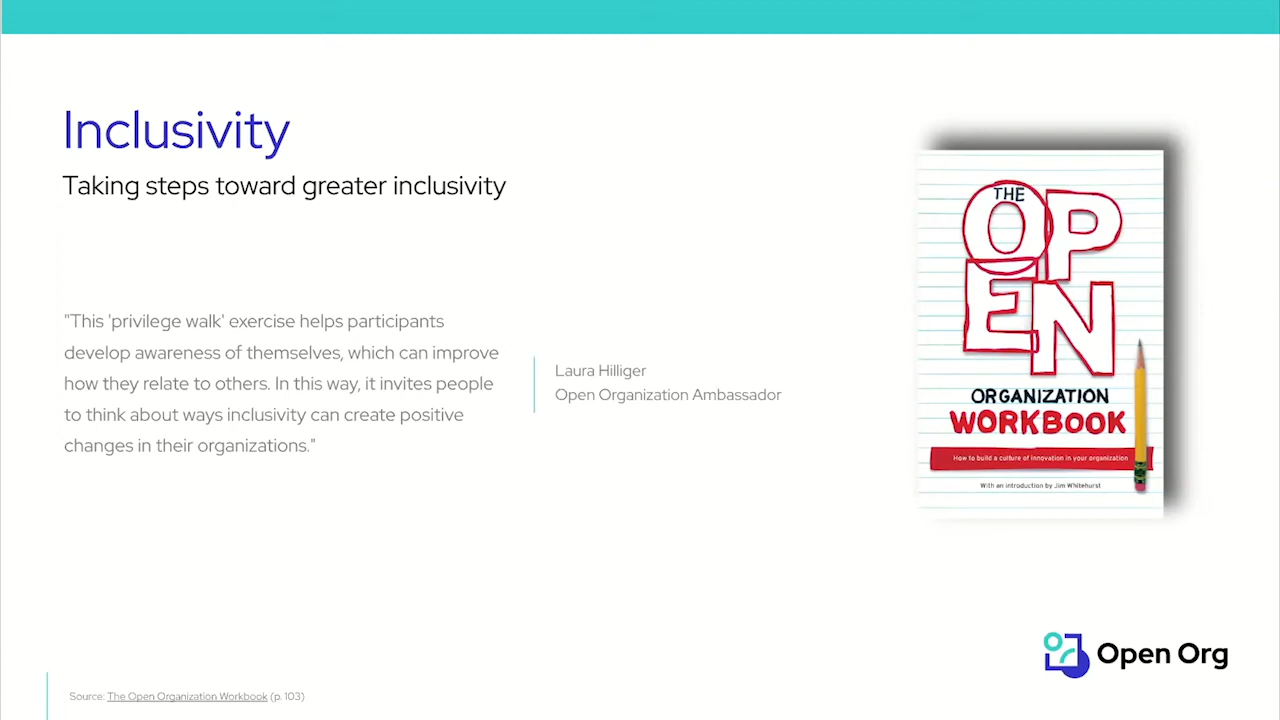 Inclusivity
Taking steps toward greater inclusivity
"This 'privilege walk' exercise helps participants
develop awareness of themselves, which can improve
how they relate to others. In this way, it invites people
to think about ways inclusivity can create positive
changes in their organizations."
Laura Hilliger
Open Organization Ambassador
THE
OPEN
ORGANIZATION
WORKBOOK
How to build a culture of innovation in your organization
With an introduction by Jim Whitehurst
Open Org
Source: The Open Organization Workbook (p. 103)